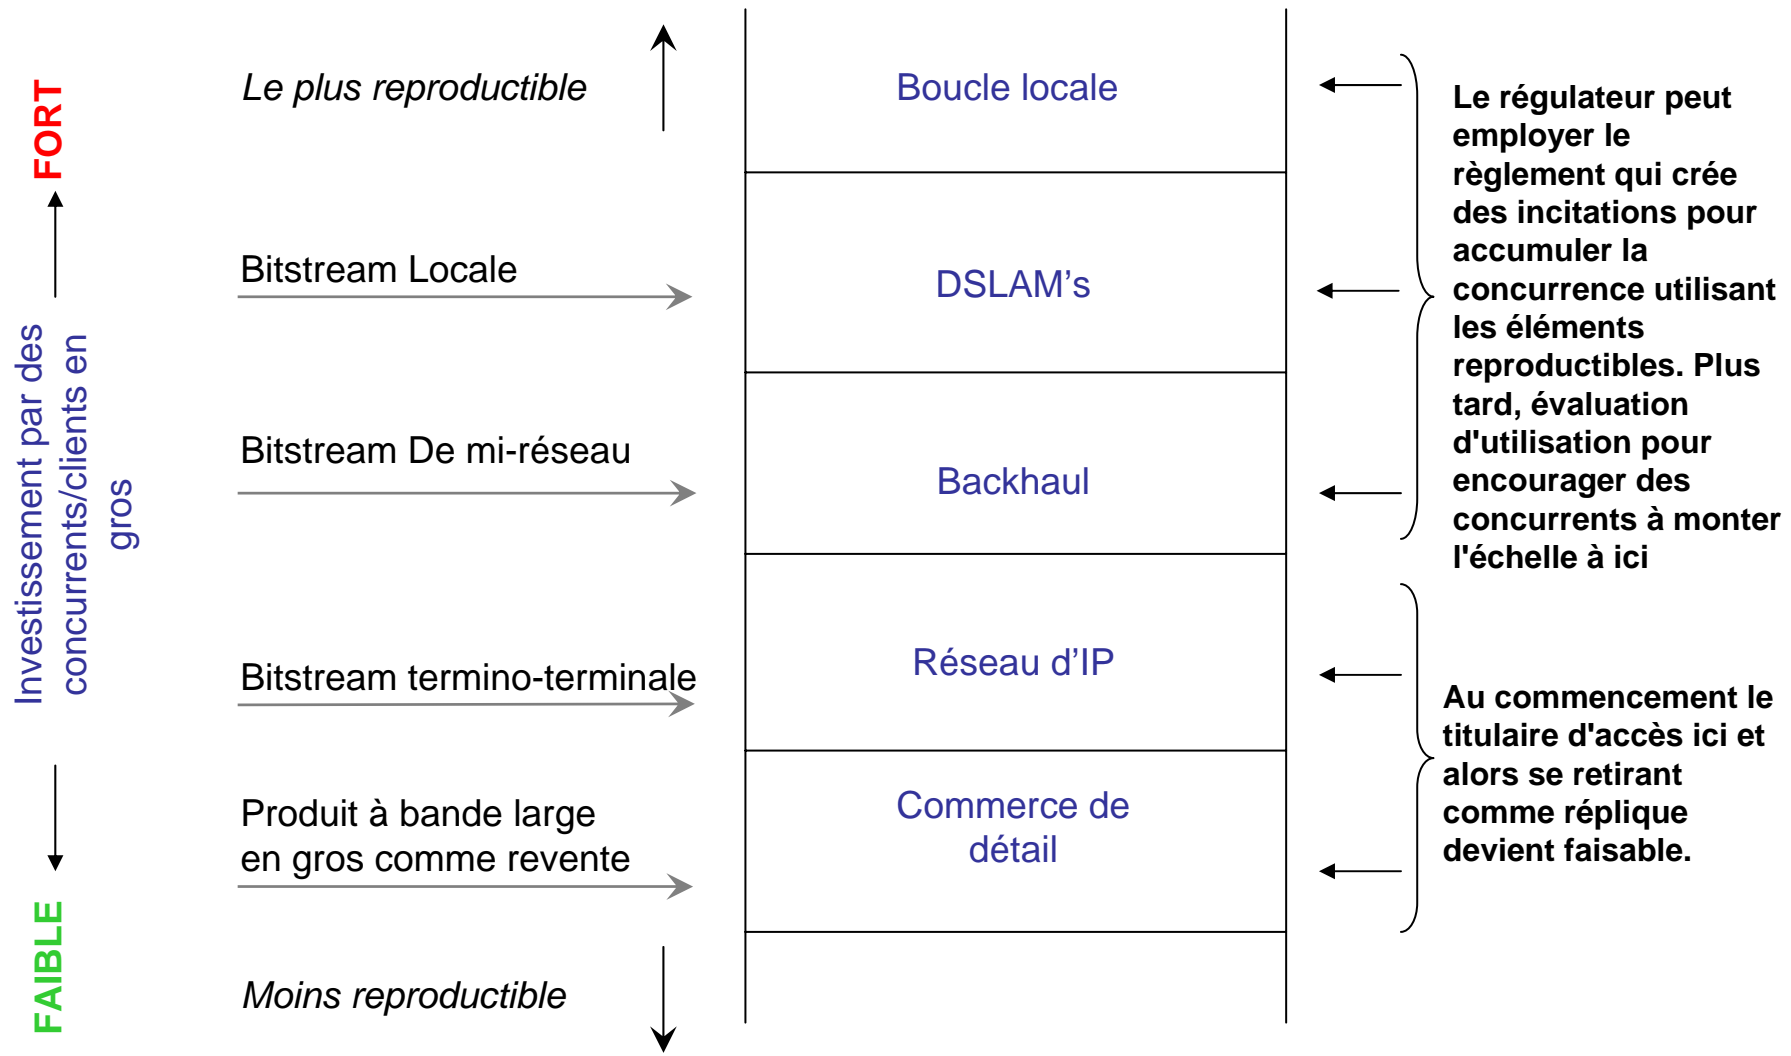 FORT
Investissement par des
concurrents/clients en
gros
FAIBLE
Le plus reproductible
Bitstream Locale
Bitstream De mi-réseau
Bitstream termino-terminale
Produit à bande large
en gros comme revente
Moins reproductible
Boucle locale
DSLAM’s
Backhaul
Réseau d’IP
Commerce de
détail
Le régulateur peut
employer le
règlement qui crée
des incitations pour
accumuler la
concurrence utilisant
les éléments
reproductibles. Plus
tard, évaluation
d'utilisation pour
encourager des
concurrents à monter
l'échelle à ici
Au commencement le
titulaire d'accès ici et
alors se retirant
comme réplique
devient faisable.